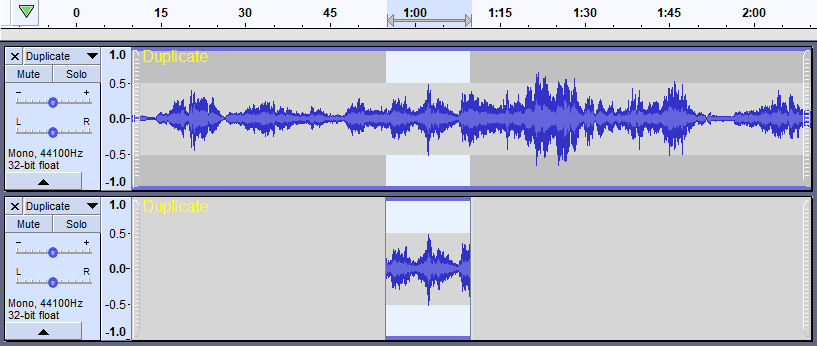 0 15 30 45 1:00 1:15 1:30 1:45 2:00
× Duplicate ▼ 1.0 Duplicate
Mute Solo
- + 0.5
L R 0.0
Mono, 44100Hz
32-bit float -0.5
-1.0
× Duplicate ▼ 1.0 Duplicate
Mute Solo
- + 0.5
L R 0.0
Mono, 44100Hz
32-bit float -0.5
-1.0